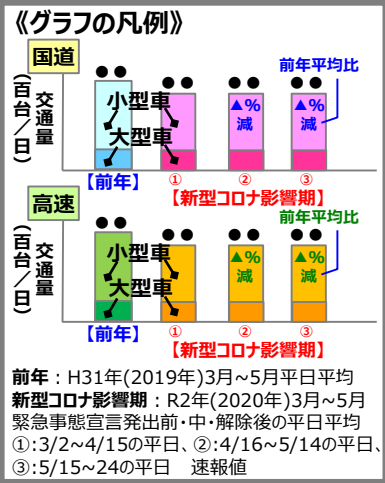 《グラフの凡例》
国道
交通量
(百台/日)
●●
●●
●●
●●
前年平均比
小型車
大型車
▲%
減
▲%
減
【前年】
①
②
③
【新型コロナ影響期】
高速
交通量
(百台/日)
●●
●●
●●
●●
前年平均比
小型車
大型車
▲%
減
▲%
減
【前年】
①
②
③
【新型コロナ影響期】
前年：H31年(2019年)3月~5月平日平均
新型コロナ影響期：R2年(2020年)3月~5月
緊急事態宣言発出前・中・解除後の平日平均
①:3/2~4/15の平日、②:4/16~5/14の平日、
③:5/15~24の平日　速報値